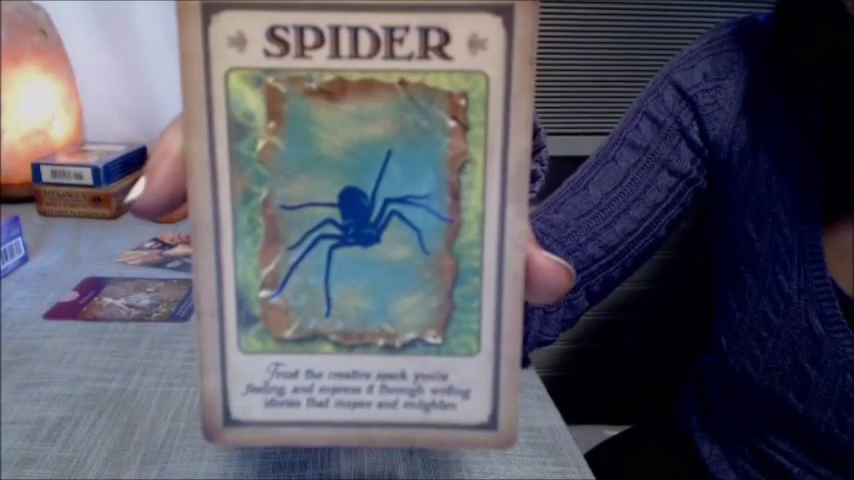 SPIDER
Trust the creative spark you're
feeling, and express it through writing
stories that inspire and enlighten